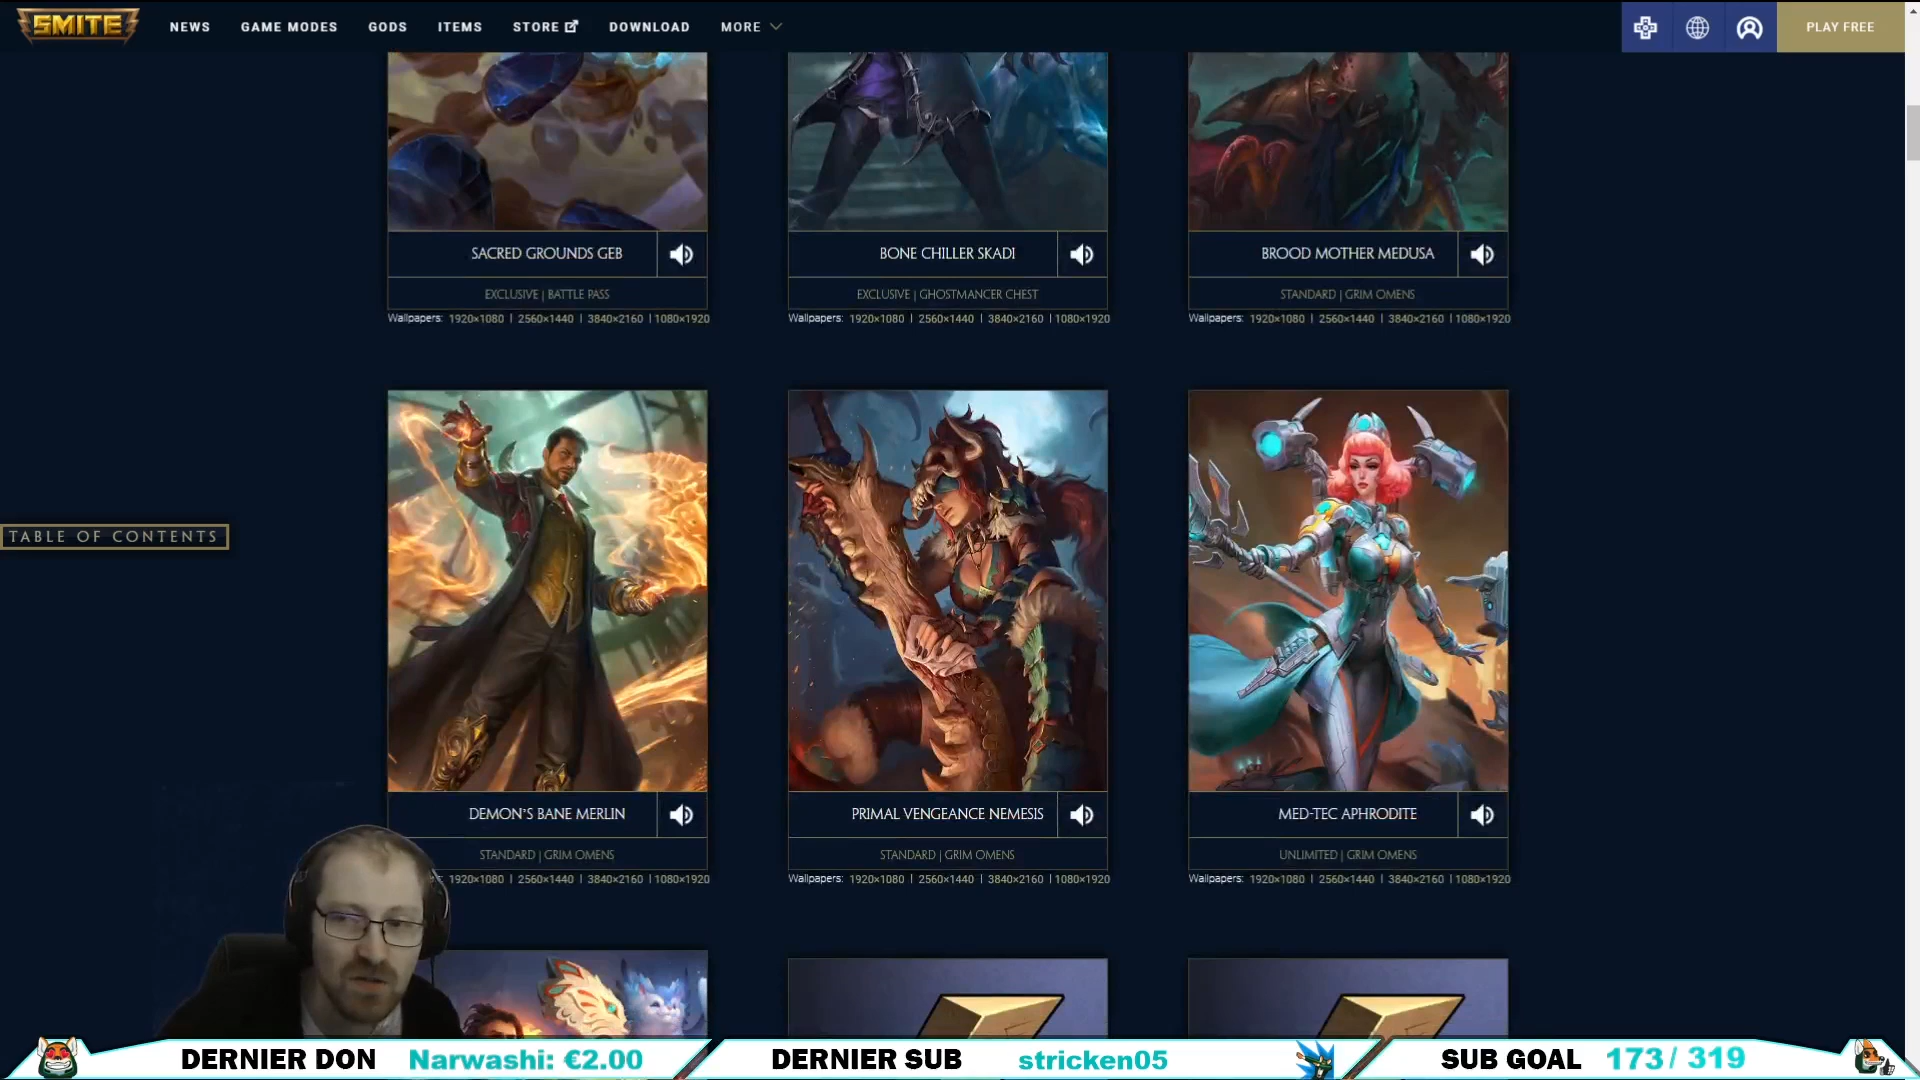 SMITE
NEWS
GAME MODES
GODS
ITEMS
STORE
DOWNLOAD
MORE
PLAY FREE
SACRED GROUNDS GEB
EXCLUSIVE | BATTLE PASS
Wallpapers: 1920×1080 | 2560×1440 | 3840×2160 | 1080×1920
BONE CHILLER SKADI
EXCLUSIVE | GHOSTMANCER CHEST
Wallpapers: 1920×1080 | 2560×1440 | 3840×2160 | 1080×1920
BROOD MOTHER MEDUSA
STANDARD | GRIM OMENS
Wallpapers: 1920×1080 | 2560×1440 | 3840×2160 | 1080×1920
TABLE OF CONTENTS
DEMON'S BANE MERLIN
STANDARD | GRIM OMENS
1920×1080 | 2560×1440 | 3840×2160 | 1080×1920
PRIMAL VENGEANCE NEMESIS
STANDARD | GRIM OMENS
Wallpapers: 1920×1080 | 2560×1440 | 3840×2160 | 1080×1920
MED-TEC APHRODITE
UNLIMITED | GRIM OMENS
Wallpapers: 1920×1080 | 2560×1440 | 3840×2160 | 1080×1920
DERNIER DON Narwashi: €2.00
DERNIER SUB stricken05
SUB GOAL 173 / 319